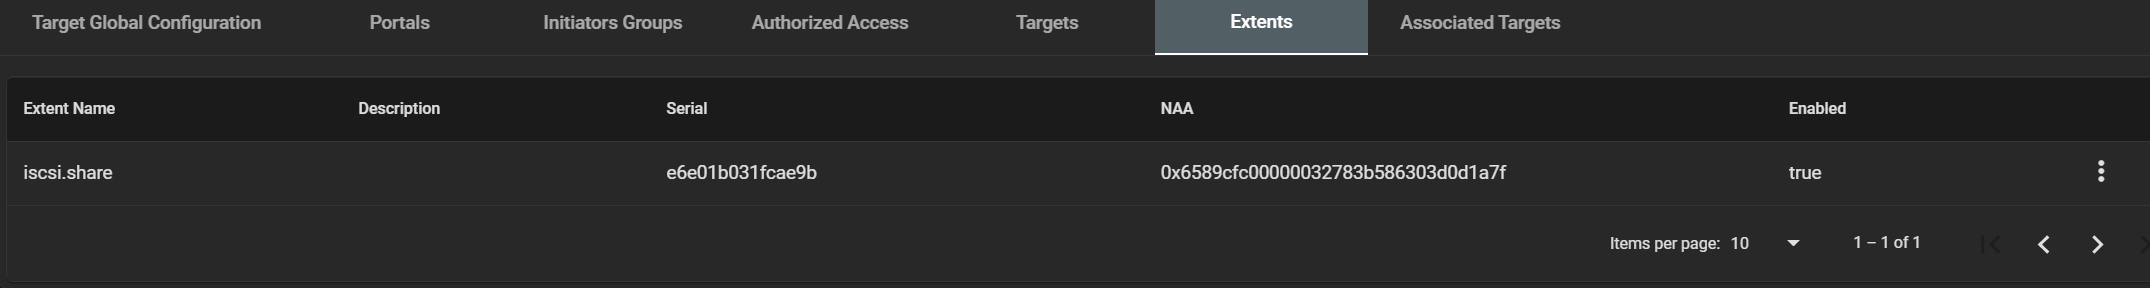 Target Global Configuration Portals Initiators Groups Authorized Access Targets Extents Associated Targets
Extent Name Description Serial NAA Enabled
iscsi.share e6e01b031fcae9b 0x6589cfc00000032783b586303d0d1a7f true
Items per page: 10 1 – 1 of 1